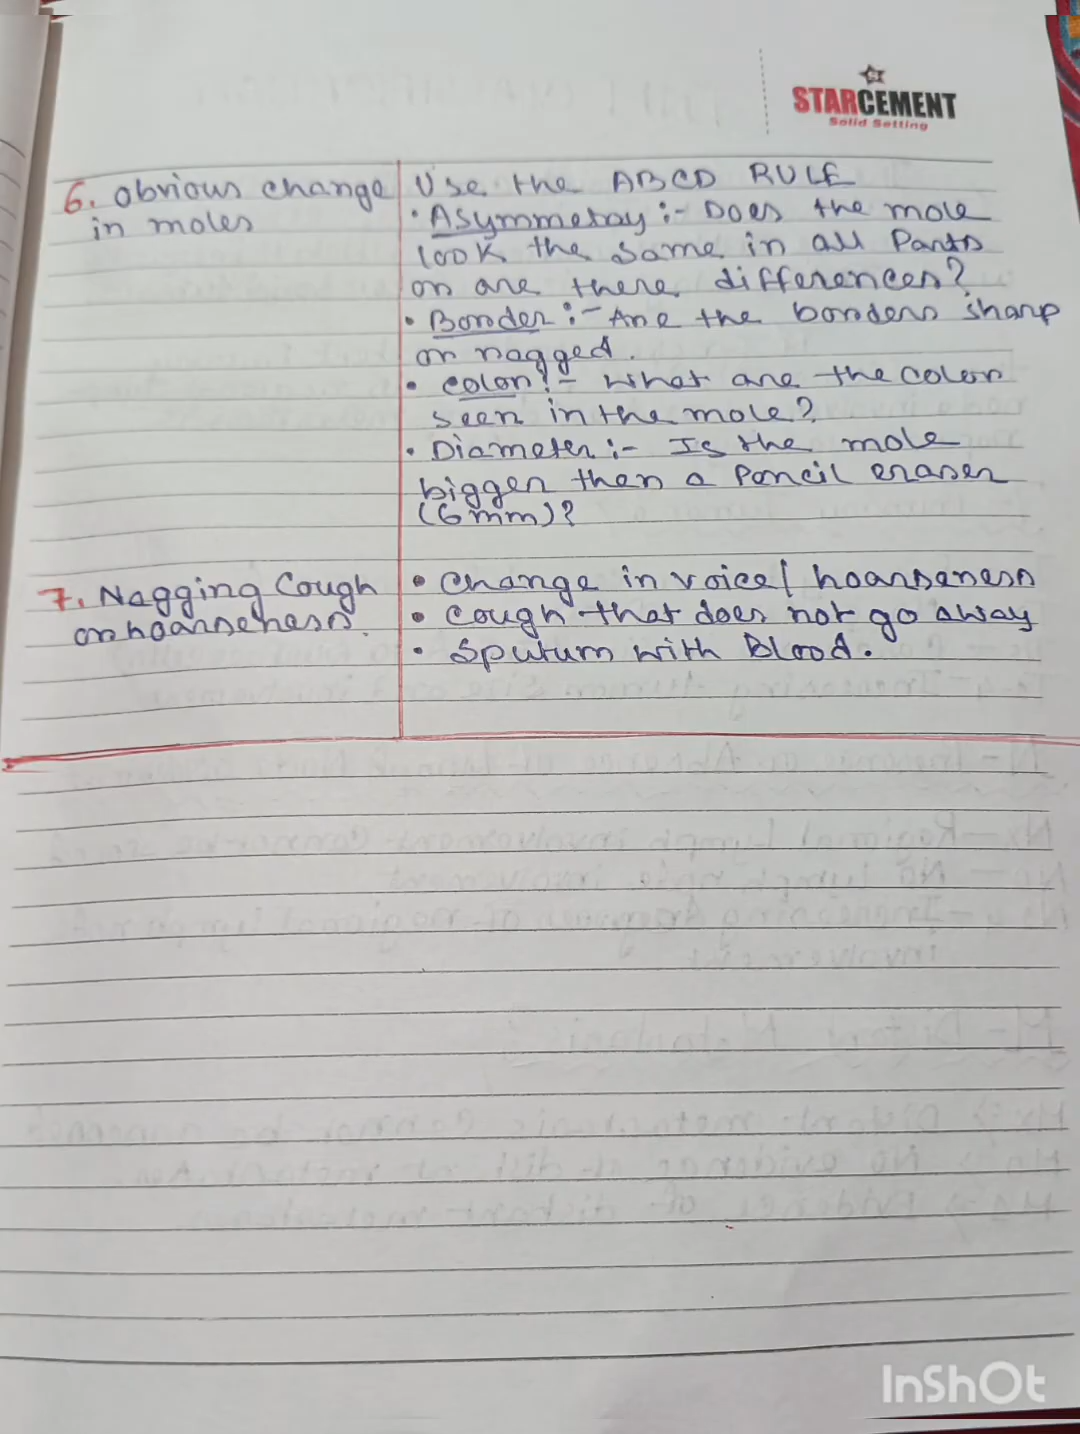 STAR CEMENT
Solid Setting
6. Obvious change
in moles
Use the ABCD RULE
• Asymmetry :- Does the mole
look the same in all Parts
or are there differences?
• Border :- Are the borders sharp
or ragged.
• color :- What are the color
seen in the mole?
• Diameter :- Is the mole
bigger then a Pencil eraser
(6mm)?
7. Nagging Cough
or hoarseness.
• Change in voice / hoarseness
• Cough that does not go away
• Sputum with Blood.
InShOt